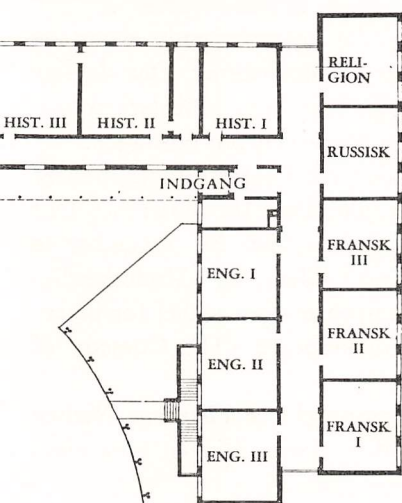 RELI-
GION
HIST. III
HIST. II
HIST. I
RUSSISK
INDGANG
FRANSK
III
ENG. I
FRANSK
II
ENG. II
FRANSK
I
ENG. III